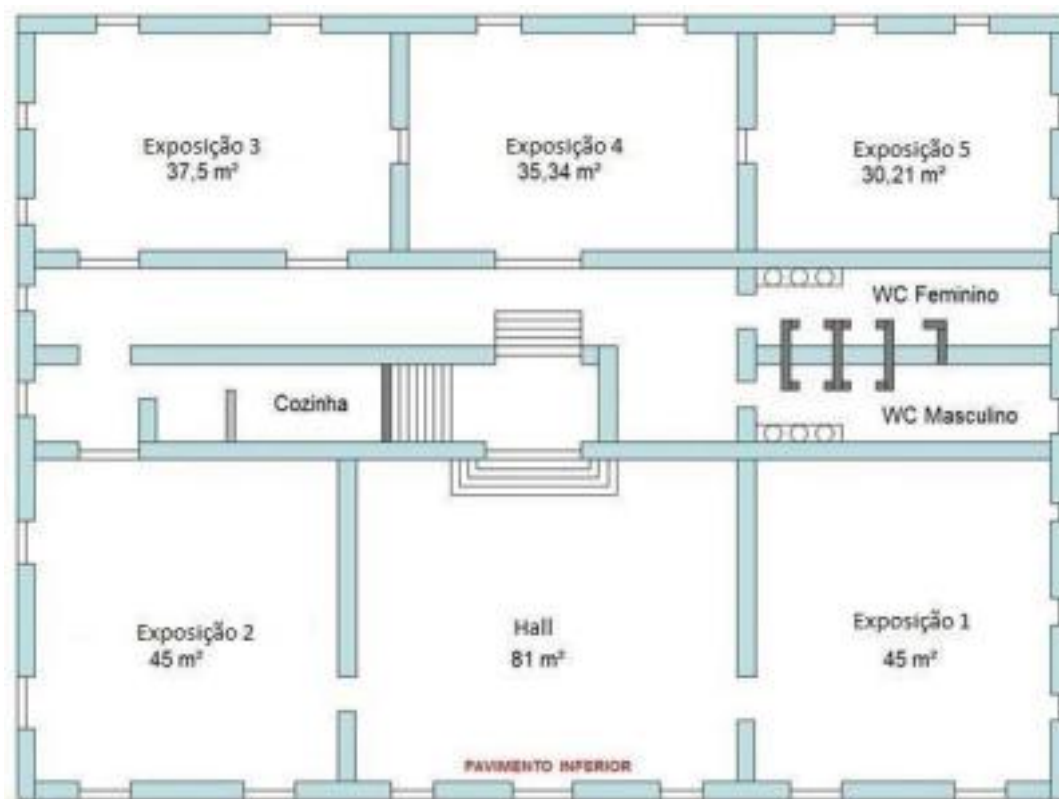 Exposição 3
37,5 m²
Exposição 4
35,34 m²
Exposição 5
30,21 m²
WC Feminino
Cozinha
WC Masculino
Exposição 2
45 m²
Hall
81 m²
Exposição 1
45 m²
PAVIMENTO INFERIOR